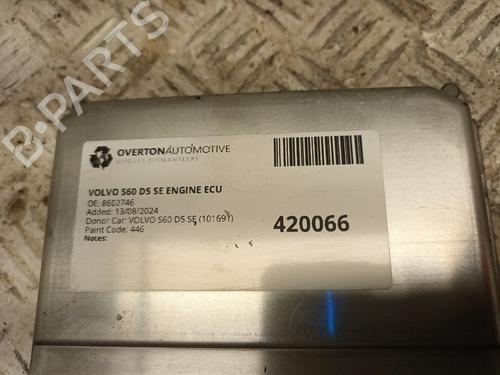 B-PARTS
OVERTONAUTOMOTIVE
VEHICLE DISMANTLERS
VOLVO S60 D5 SE ENGINE ECU
OE: 8602746
Added: 13/08/2024
Donor Car: VOLVO S60 D5 SE (101691)
Paint Code: 446
Notes:
420066